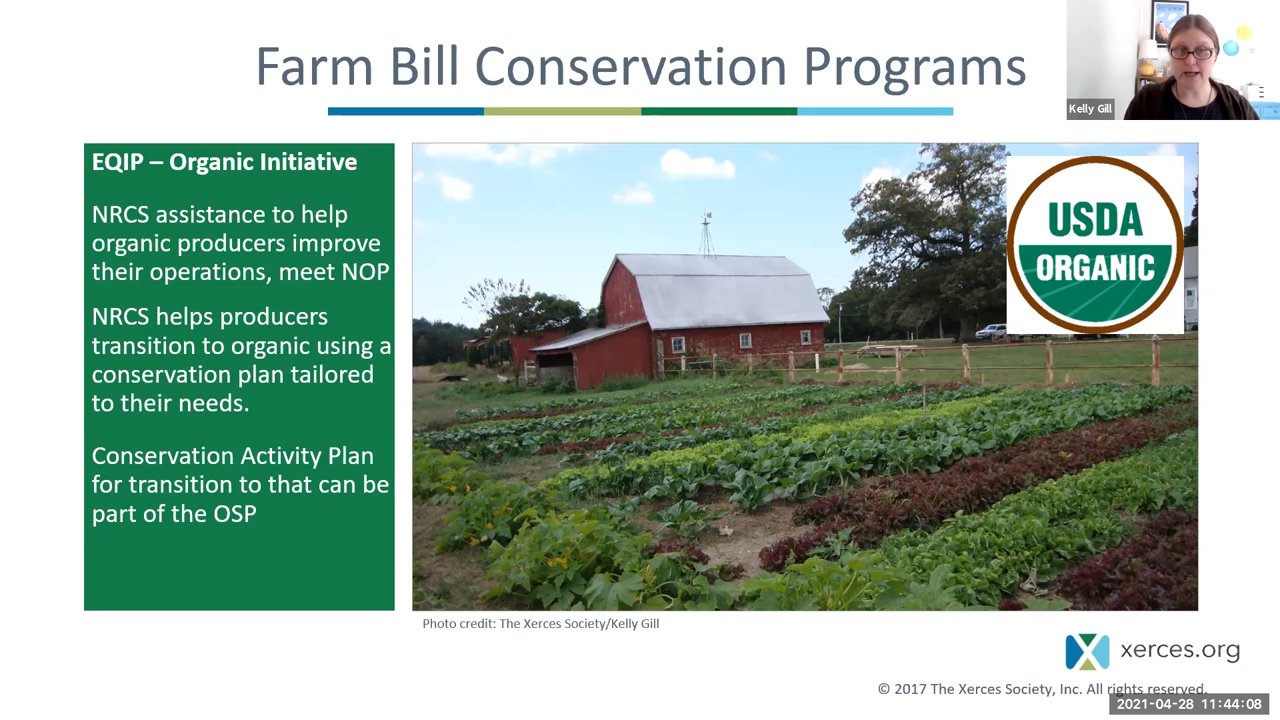 Farm Bill Conservation Programs
Kelly Gill
EQIP – Organic Initiative
NRCS assistance to help
organic producers improve
their operations, meet NOP
NRCS helps producers
transition to organic using a
conservation plan tailored
to their needs.
Conservation Activity Plan
for transition to that can be
part of the OSP
USDA
ORGANIC
Photo credit: The Xerces Society/Kelly Gill
xerces.org
© 2017 The Xerces Society, Inc. All rights reserved.
2021-04-28 11:44:08